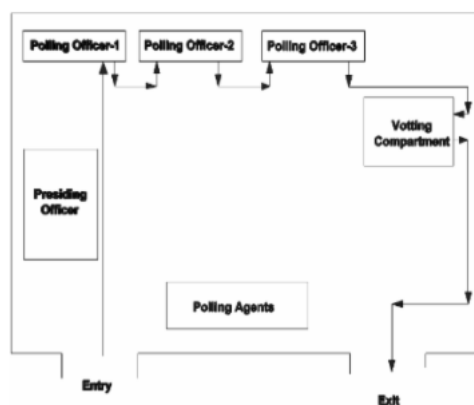 Polling Officer-1
Polling Officer-2
Polling Officer-3
Votting
Compartment
Presiding
Officer
Polling Agents
Entry
Exit